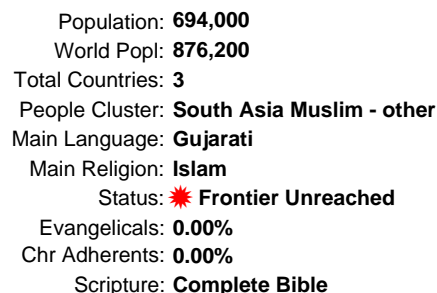 Population: 694,000
World Popl: 876,200
Total Countries: 3
People Cluster: South Asia Muslim - other
Main Language: Gujarati
Main Religion: Islam
Status: Frontier Unreached
Evangelicals: 0.00%
Chr Adherents: 0.00%
Scripture: Complete Bible